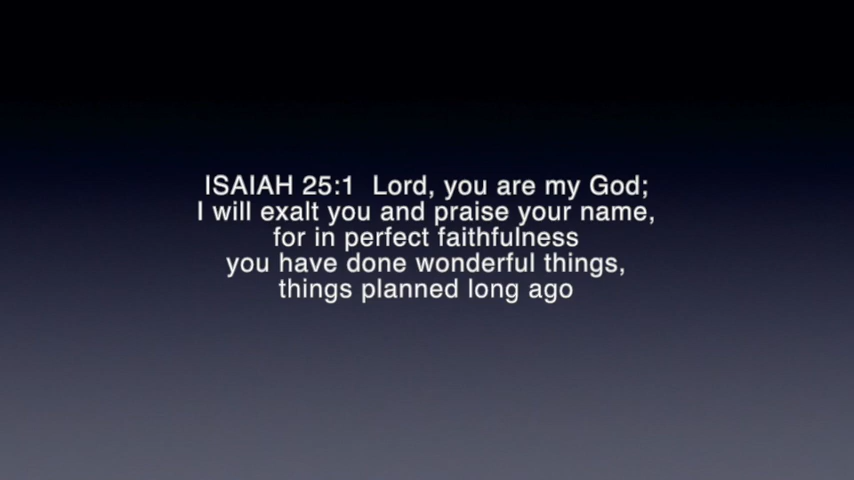 ISAIAH 25:1  Lord, you are my God;
I will exalt you and praise your name,
for in perfect faithfulness
you have done wonderful things,
things planned long ago